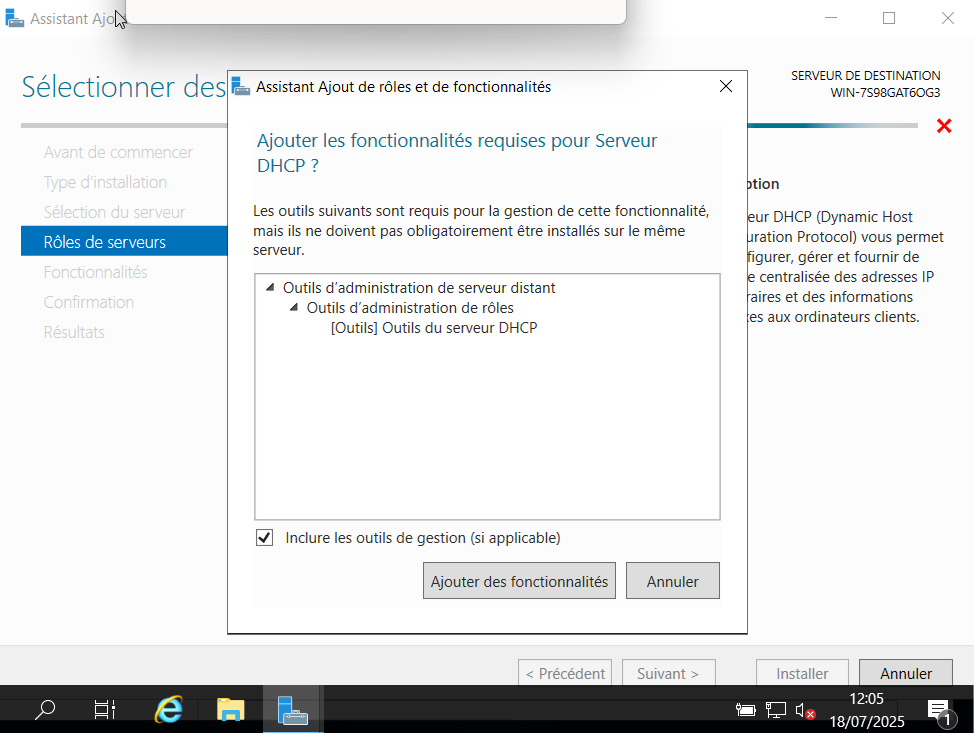 Assistant Ajo
Sélectionner des
SERVEUR DE DESTINATION
WIN-7S98GAT6OG3
Avant de commencer
Type d'installation
Sélection du serveur
Rôles de serveurs
Fonctionnalités
Confirmation
Résultats
Assistant Ajout de rôles et de fonctionnalités
Ajouter les fonctionnalités requises pour Serveur
DHCP ?
Les outils suivants sont requis pour la gestion de cette fonctionnalité,
mais ils ne doivent pas obligatoirement être installés sur le même
serveur.
Outils d'administration de serveur distant
Outils d'administration de rôles
[Outils] Outils du serveur DHCP
Inclure les outils de gestion (si applicable)
Ajouter des fonctionnalités
Annuler
ption
eur DHCP (Dynamic Host
uration Protocol) vous permet
figurer, gérer et fournir de
e centralisée des adresses IP
raires et des informations
es aux ordinateurs clients.
< Précédent
Suivant >
Installer
Annuler
12:05
18/07/2025
1